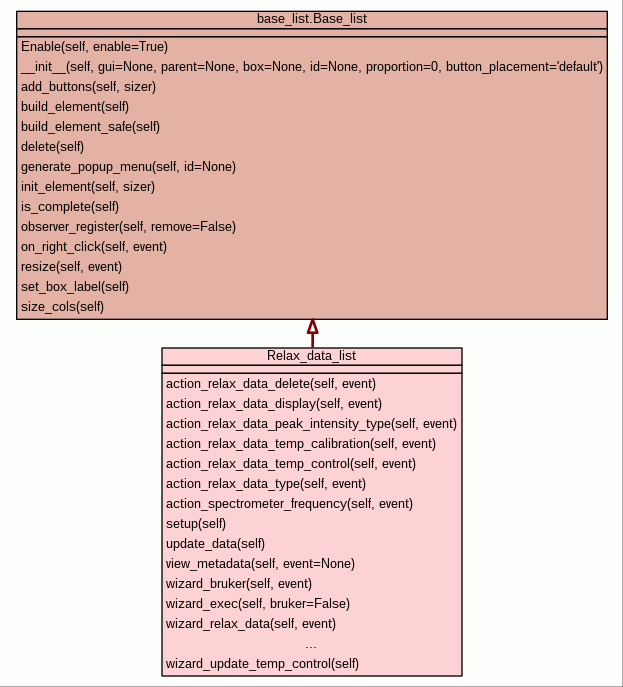 base_list.Base_list
Enable(self, enable=True)
__init__(self, gui=None, parent=None, box=None, id=None, proportion=0, button_placement='default')
add_buttons(self, sizer)
build_element(self)
build_element_safe(self)
delete(self)
generate_popup_menu(self, id=None)
init_element(self, sizer)
is_complete(self)
observer_register(self, remove=False)
on_right_click(self, event)
resize(self, event)
set_box_label(self)
size_cols(self)
Relax_data_list
action_relax_data_delete(self, event)
action_relax_data_display(self, event)
action_relax_data_peak_intensity_type(self, event)
action_relax_data_temp_calibration(self, event)
action_relax_data_temp_control(self, event)
action_relax_data_type(self, event)
action_spectrometer_frequency(self, event)
setup(self)
update_data(self)
view_metadata(self, event=None)
wizard_bruker(self, event)
wizard_exec(self, bruker=False)
wizard_relax_data(self, event)
...
wizard_update_temp_control(self)